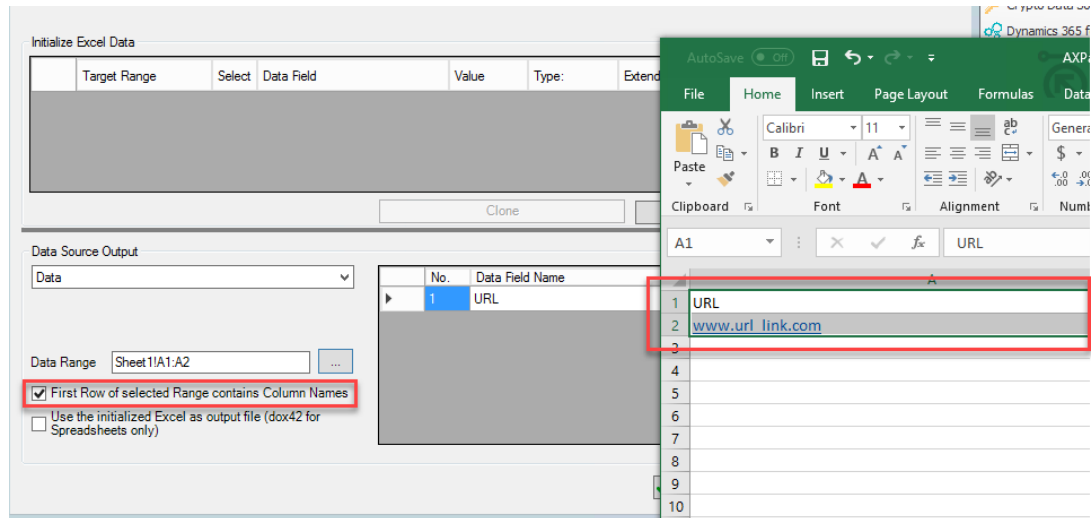 Dynamics 365 f
Initialize Excel Data
Target Range Select Data Field Value Type: Extend
Clone
Data Source Output
Data
No. Data Field Name
1 URL
Data Range Sheet1!A1:A2 ...
First Row of selected Range contains Column Names
Use the initialized Excel as output file (dox42 for
Spreadsheets only)
AutoSave Off AXPa
File Home Insert Page Layout Formulas Data
Paste
Calibri 11
B I U A A
ab
Genera
$
Clipboard Font Alignment Numb
A1 fx URL
A
1 URL
2 www.url_link.com
3
4
5
6
7
8
9
10